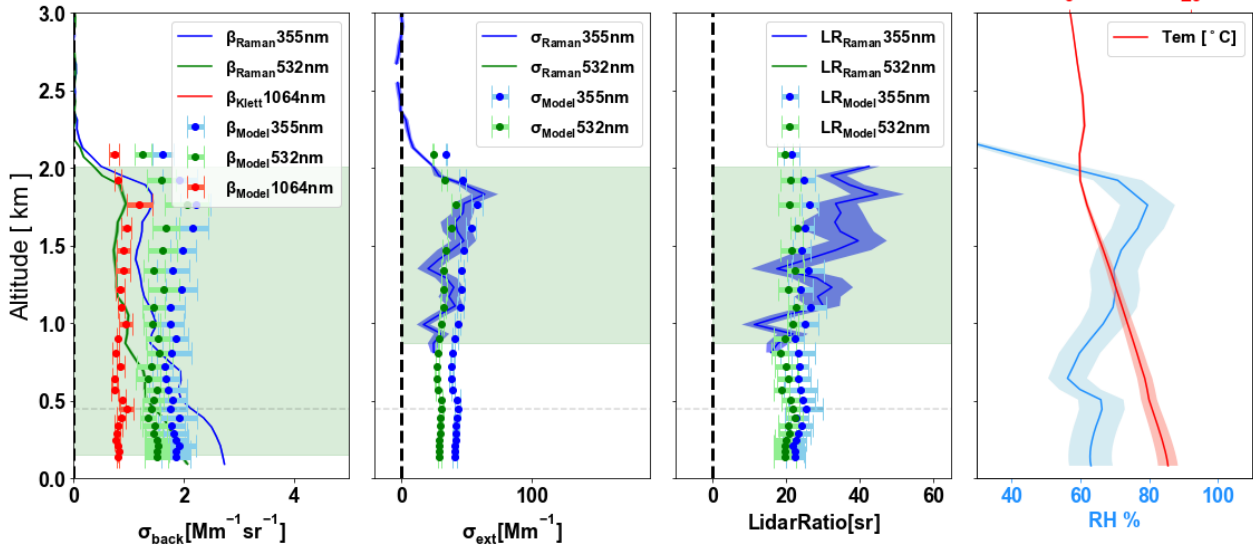 0 20
3.0
2.5
2.0
1.5
1.0
0.5
0.0
Altitude [ km]
β_Raman 355nm
β_Raman 532nm
β_Klett 1064nm
β_Model 355nm
β_Model 532nm
β_Model 1064nm
0 2 4
σ_back[Mm⁻¹sr⁻¹]
σ_Raman 355nm
σ_Raman 532nm
σ_Model 355nm
σ_Model 532nm
0 100
σ_ext[Mm⁻¹]
LR_Raman 355nm
LR_Raman 532nm
LR_Model 355nm
LR_Model 532nm
0 20 40 60
LidarRatio[sr]
Tem [°C]
40 60 80 100
RH %